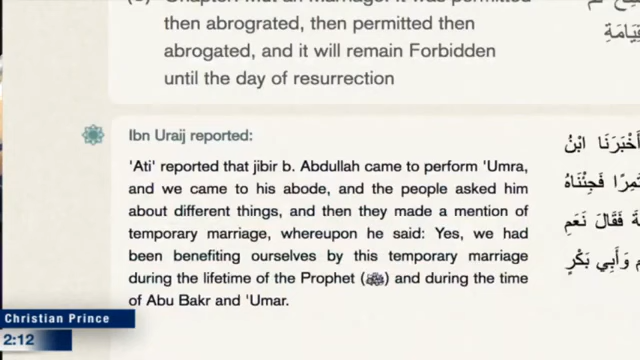 then abrograted, then permitted then
abrogated, and it will remain Forbidden
until the day of resurrection
Ibn Uraij reported:
'Ati' reported that jibir b. Abdullah came to perform 'Umra,
and we came to his abode, and the people asked him
about different things, and then they made a mention of
temporary marriage, whereupon he said: Yes, we had
been benefiting ourselves by this temporary marriage
during the lifetime of the Prophet (ﷺ) and during the time
of Abu Bakr and 'Umar.
قِيَامَةِ
أَخْبَرَنَا ابْنُ
فَجِئْنَاهُ
فَقَالَ نَعَمِ
وَأَبِي بَكْرٍ
Christian Prince
2:12